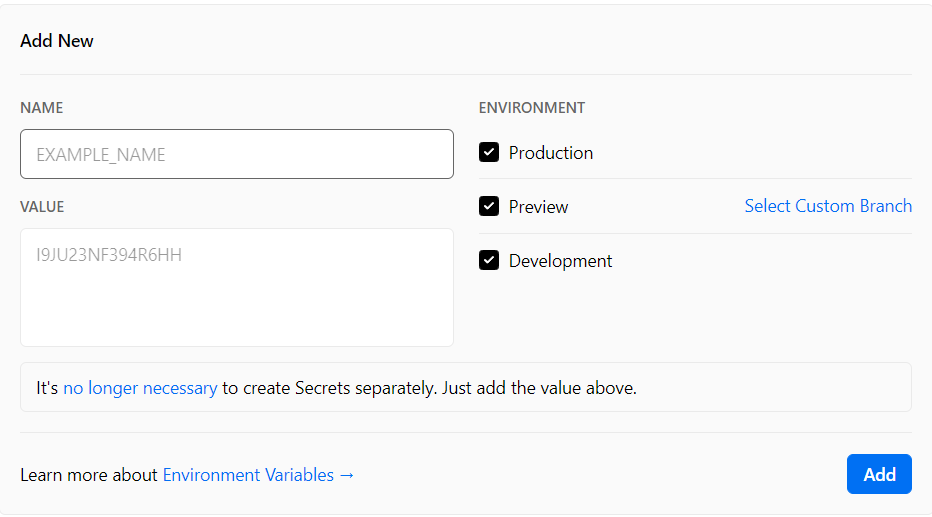 Add New
NAME
EXAMPLE_NAME
VALUE
I9JU23NF394R6HH
ENVIRONMENT
Production
Preview
Select Custom Branch
Development
It's no longer necessary to create Secrets separately. Just add the value above.
Learn more about Environment Variables →
Add